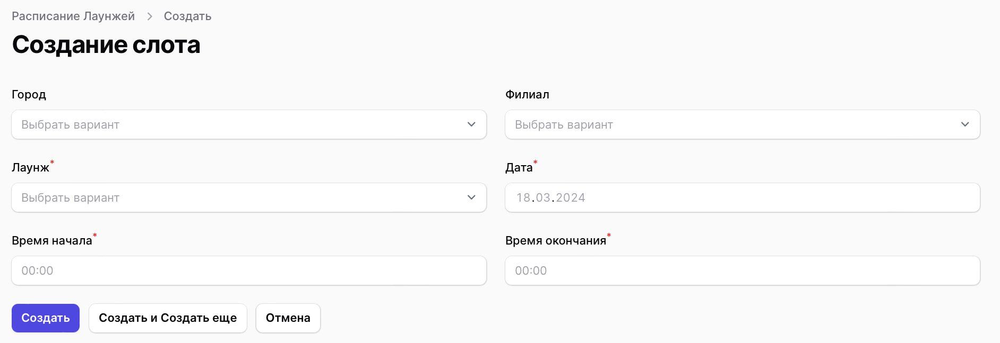 Расписание Лаунжей > Создать
Создание слота
Город
Филиал
Выбрать вариант
Выбрать вариант
Лаунж*
Дата*
Выбрать вариант
18.03.2024
Время начала*
Время окончания*
00:00
00:00
Создать
Создать и Создать еще
Отмена